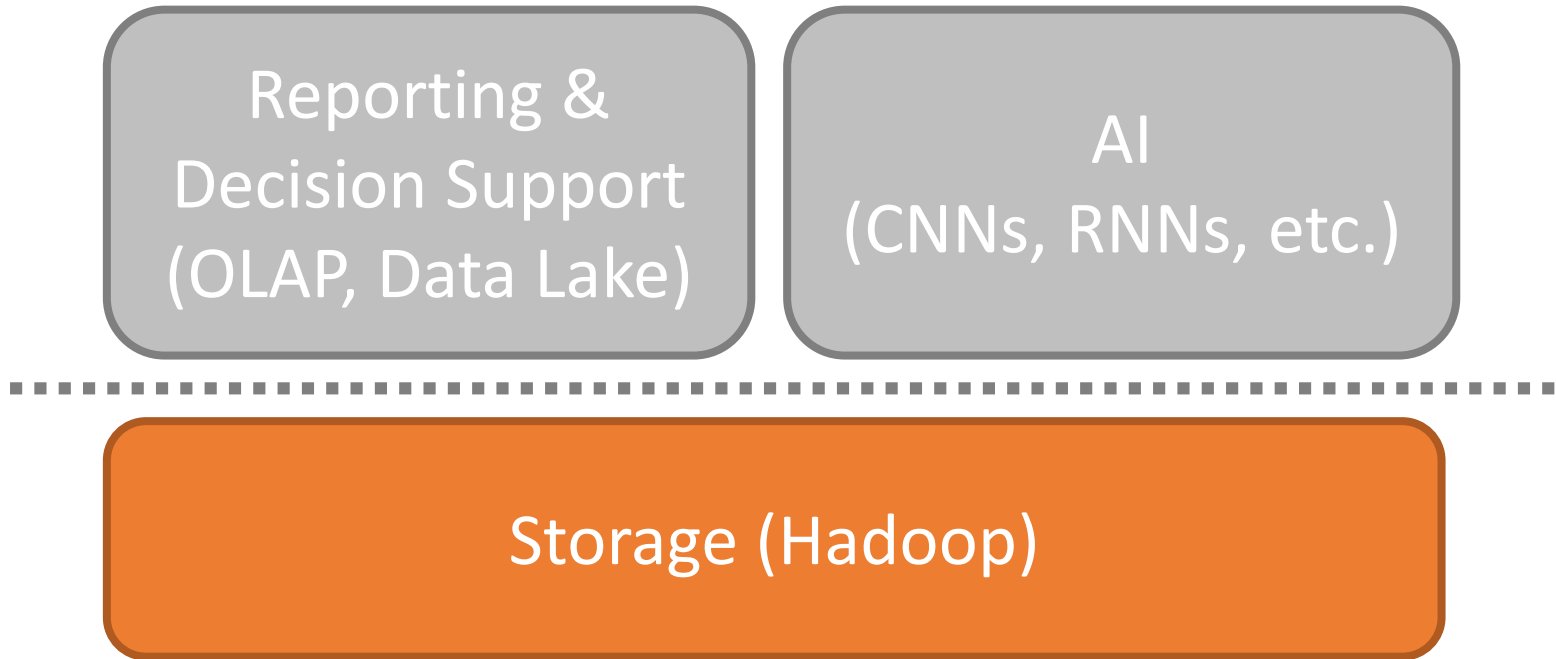 Reporting &
Decision Support
(OLAP, Data Lake)
AI
(CNNs, RNNs, etc.)
Storage (Hadoop)